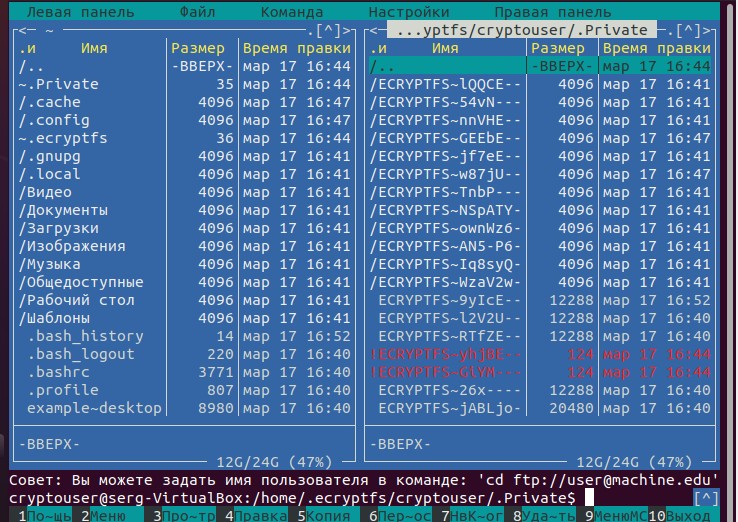 Левая панель Файл Команда Настройки Правая панель
<─ ~ .[^]> <─ ...yptfs/cryptouser/.Private .[^]>
.и Имя Размер Время правки .и Имя Размер Время правки
/.. -ВВЕРХ- мар 17 16:44 /.. -ВВЕРХ- мар 17 16:44
~.Private 35 мар 17 16:44 /ECRYPTFS~lQQCE-- 4096 мар 17 16:41
/.cache 4096 мар 17 16:47 /ECRYPTFS~54vN--- 4096 мар 17 16:41
/.config 4096 мар 17 16:47 /ECRYPTFS~nnVHE-- 4096 мар 17 16:41
~.ecryptfs 36 мар 17 16:44 /ECRYPTFS~GEEbE-- 4096 мар 17 16:47
/.gnupg 4096 мар 17 16:41 /ECRYPTFS~jf7eE-- 4096 мар 17 16:41
/.local 4096 мар 17 16:41 /ECRYPTFS~w87jU-- 4096 мар 17 16:47
/Видео 4096 мар 17 16:41 /ECRYPTFS~TnbP--- 4096 мар 17 16:41
/Документы 4096 мар 17 16:41 /ECRYPTFS~NSpATY- 4096 мар 17 16:41
/Загрузки 4096 мар 17 16:41 /ECRYPTFS~ownWz6- 4096 мар 17 16:41
/Изображения 4096 мар 17 16:41 /ECRYPTFS~AN5-P6- 4096 мар 17 16:41
/Музыка 4096 мар 17 16:41 /ECRYPTFS~Iq8syQ- 4096 мар 17 16:41
/Общедоступные 4096 мар 17 16:41 /ECRYPTFS~WzaV2w- 4096 мар 17 16:41
/Рабочий стол 4096 мар 17 16:41 ECRYPTFS~9yIcE-- 12288 мар 17 16:52
/Шаблоны 4096 мар 17 16:41 ECRYPTFS~l2V2U-- 12288 мар 17 16:40
.bash_history 14 мар 17 16:52 ECRYPTFS~RTfZE-- 12288 мар 17 16:40
.bash_logout 220 мар 17 16:40 !ECRYPTFS~yhjBE-- 124 мар 17 16:44
.bashrc 3771 мар 17 16:40 !ECRYPTFS~GlYM--- 124 мар 17 16:44
.profile 807 мар 17 16:40 ECRYPTFS~26x---- 12288 мар 17 16:40
example~desktop 8980 мар 17 16:40 ECRYPTFS~jABLjo- 20480 мар 17 16:40
-ВВЕРХ- -ВВЕРХ-
12G/24G (47%) 12G/24G (47%)
Совет: Вы можете задать имя пользователя в команде: 'cd ftp://user@machine.edu'
cryptouser@serg-VirtualBox:/home/.ecryptfs/cryptouser/.Private$ [^]
1По~щь 2Меню 3Про~тр 4Правка 5Копия 6Пер~ос 7НвК~ог 8Уда~ть 9МенюMC 10Выход